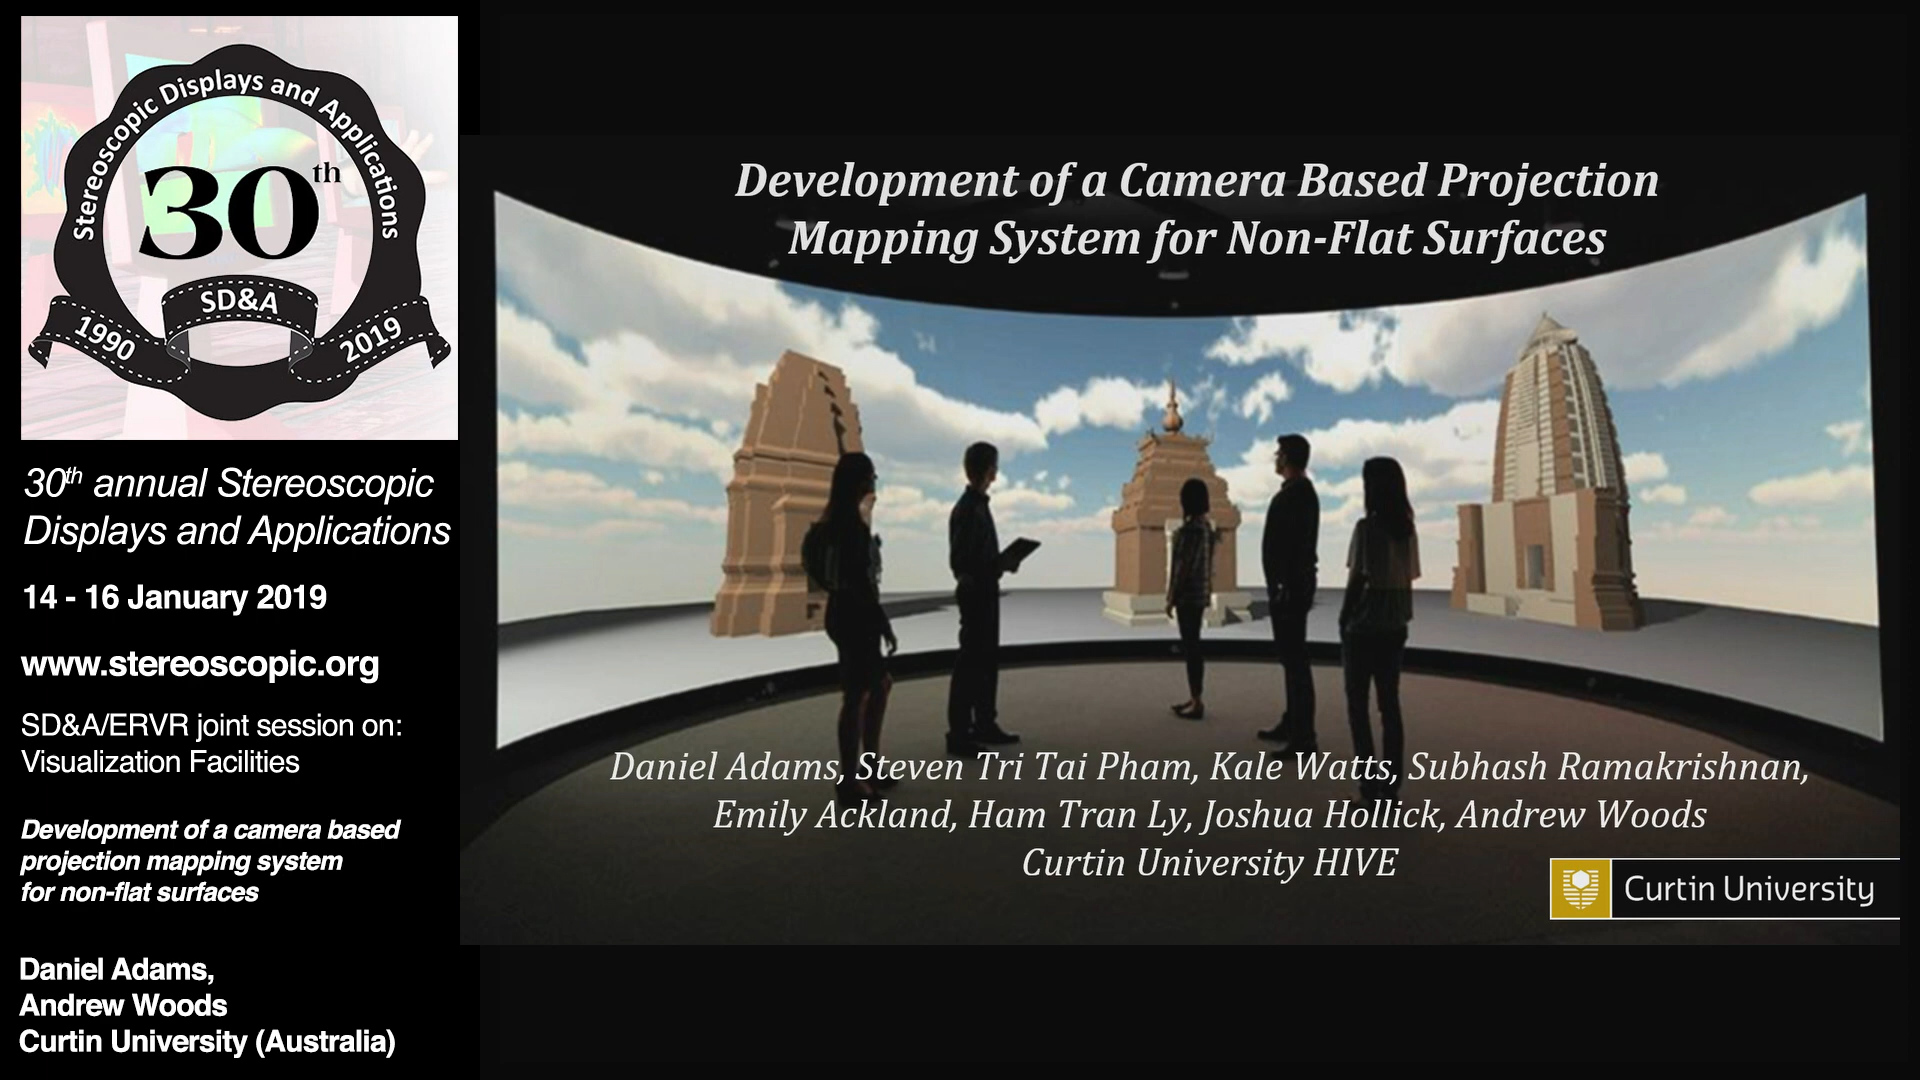 Stereoscopic Displays and Applications
30th
SD&A
1990
2019
30th annual Stereoscopic
Displays and Applications
14 - 16 January 2019
www.stereoscopic.org
SD&A/ERVR joint session on:
Visualization Facilities
Development of a camera based
projection mapping system
for non-flat surfaces
Daniel Adams,
Andrew Woods
Curtin University (Australia)
Development of a Camera Based Projection
Mapping System for Non-Flat Surfaces
Daniel Adams, Steven Tri Tai Pham, Kale Watts, Subhash Ramakrishnan,
Emily Ackland, Ham Tran Ly, Joshua Hollick, Andrew Woods
Curtin University HIVE
Curtin University